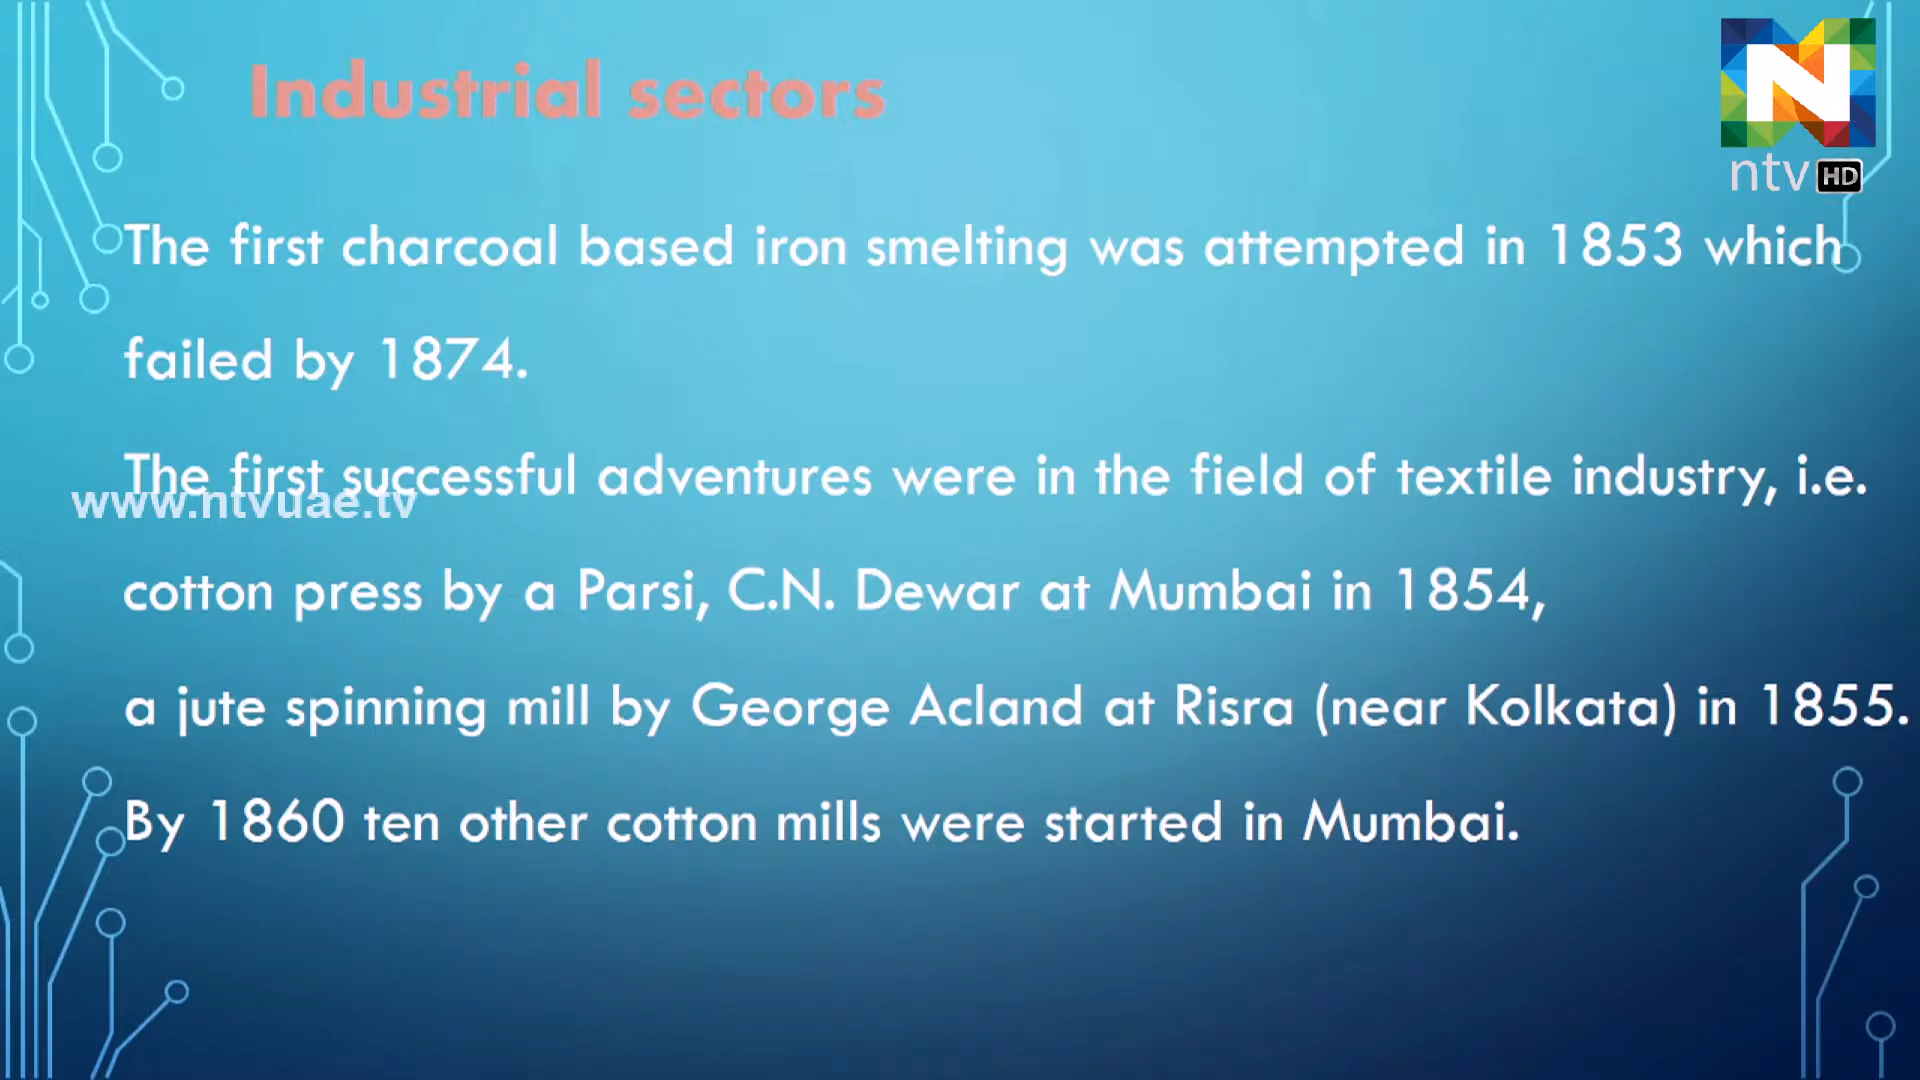 Industrial sectors
N
ntv HD
The first charcoal based iron smelting was attempted in 1853 which
failed by 1874.
The first successful adventures were in the field of textile industry, i.e.
www.ntvuae.tv
cotton press by a Parsi, C.N. Dewar at Mumbai in 1854,
a jute spinning mill by George Acland at Risra (near Kolkata) in 1855.
By 1860 ten other cotton mills were started in Mumbai.